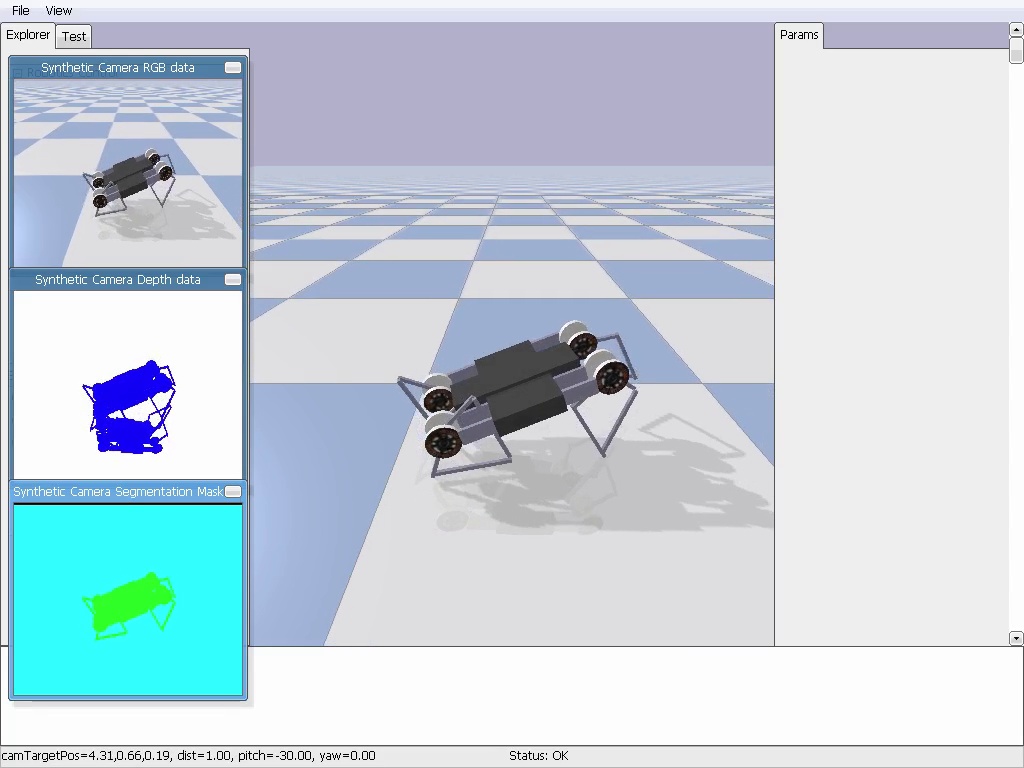 File View
Explorer Test
Params
Synthetic Camera RGB data
Synthetic Camera Depth data
Synthetic Camera Segmentation Mask
camTargetPos=4.31,0.66,0.19, dist=1.00, pitch=-30.00, yaw=0.00 Status: OK